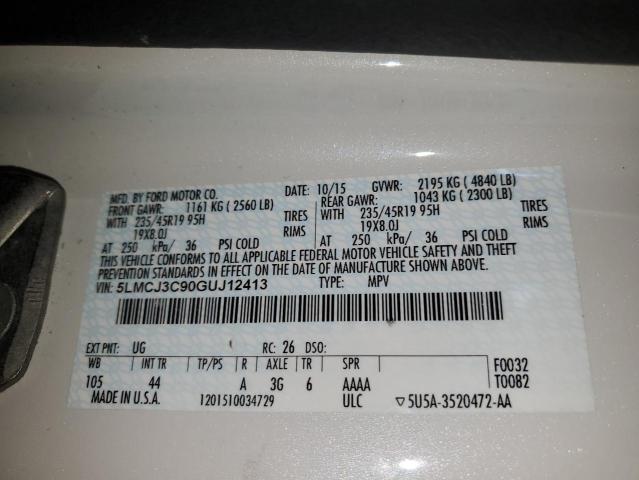 MFD. BY FORD MOTOR CO.
DATE: 10/15 GVWR: 2195 KG ( 4840 LB)
FRONT GAWR: 1161 KG ( 2560 LB)
REAR GAWR: 1043 KG ( 2300 LB)
WITH 235/45R19 95H TIRES
WITH 235/45R19 95H TIRES
19X8.0J RIMS
19X8.0J RIMS
AT 250 kPa/ 36 PSI COLD
AT 250 kPa/ 36 PSI COLD
THIS VEHICLE CONFORMS TO ALL APPLICABLE FEDERAL MOTOR VEHICLE SAFETY AND THEFT
PREVENTION STANDARDS IN EFFECT ON THE DATE OF MANUFACTURE SHOWN ABOVE.
VIN: 5LMCJ3C90GUJ12413 TYPE: MPV
EXT PNT: UG RC: 26 DSO:
WB INT TR TP/PS R AXLE TR SPR F0032
105 44 A 3G 6 AAAA T0082
MADE IN U.S.A. 1201510034729 ULC ▽5U5A-3520472-AA